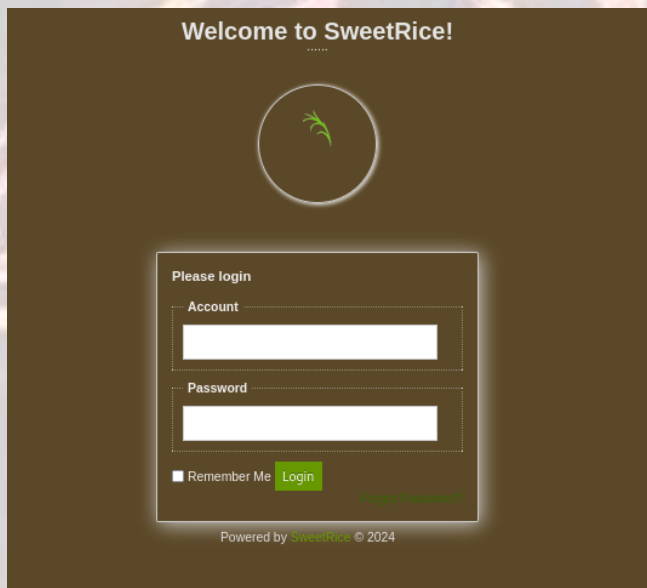 Welcome to SweetRice!
......
Please login
Account
Password
Remember Me Login
Powered by SweetRice © 2024